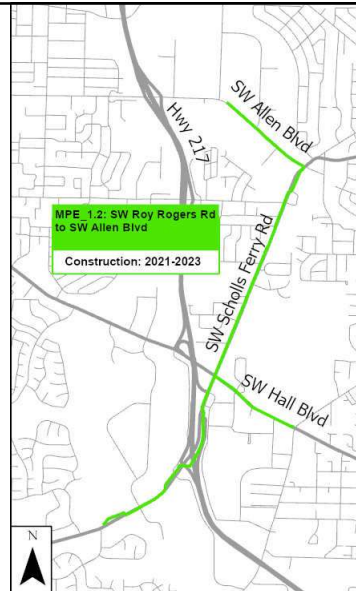 SW Allen Blvd
Hwy 217
MPE_1.2: SW Roy Rogers Rd
to SW Allen Blvd
Construction: 2021-2023
SW Scholls Ferry Rd
SW Hall Blvd
N